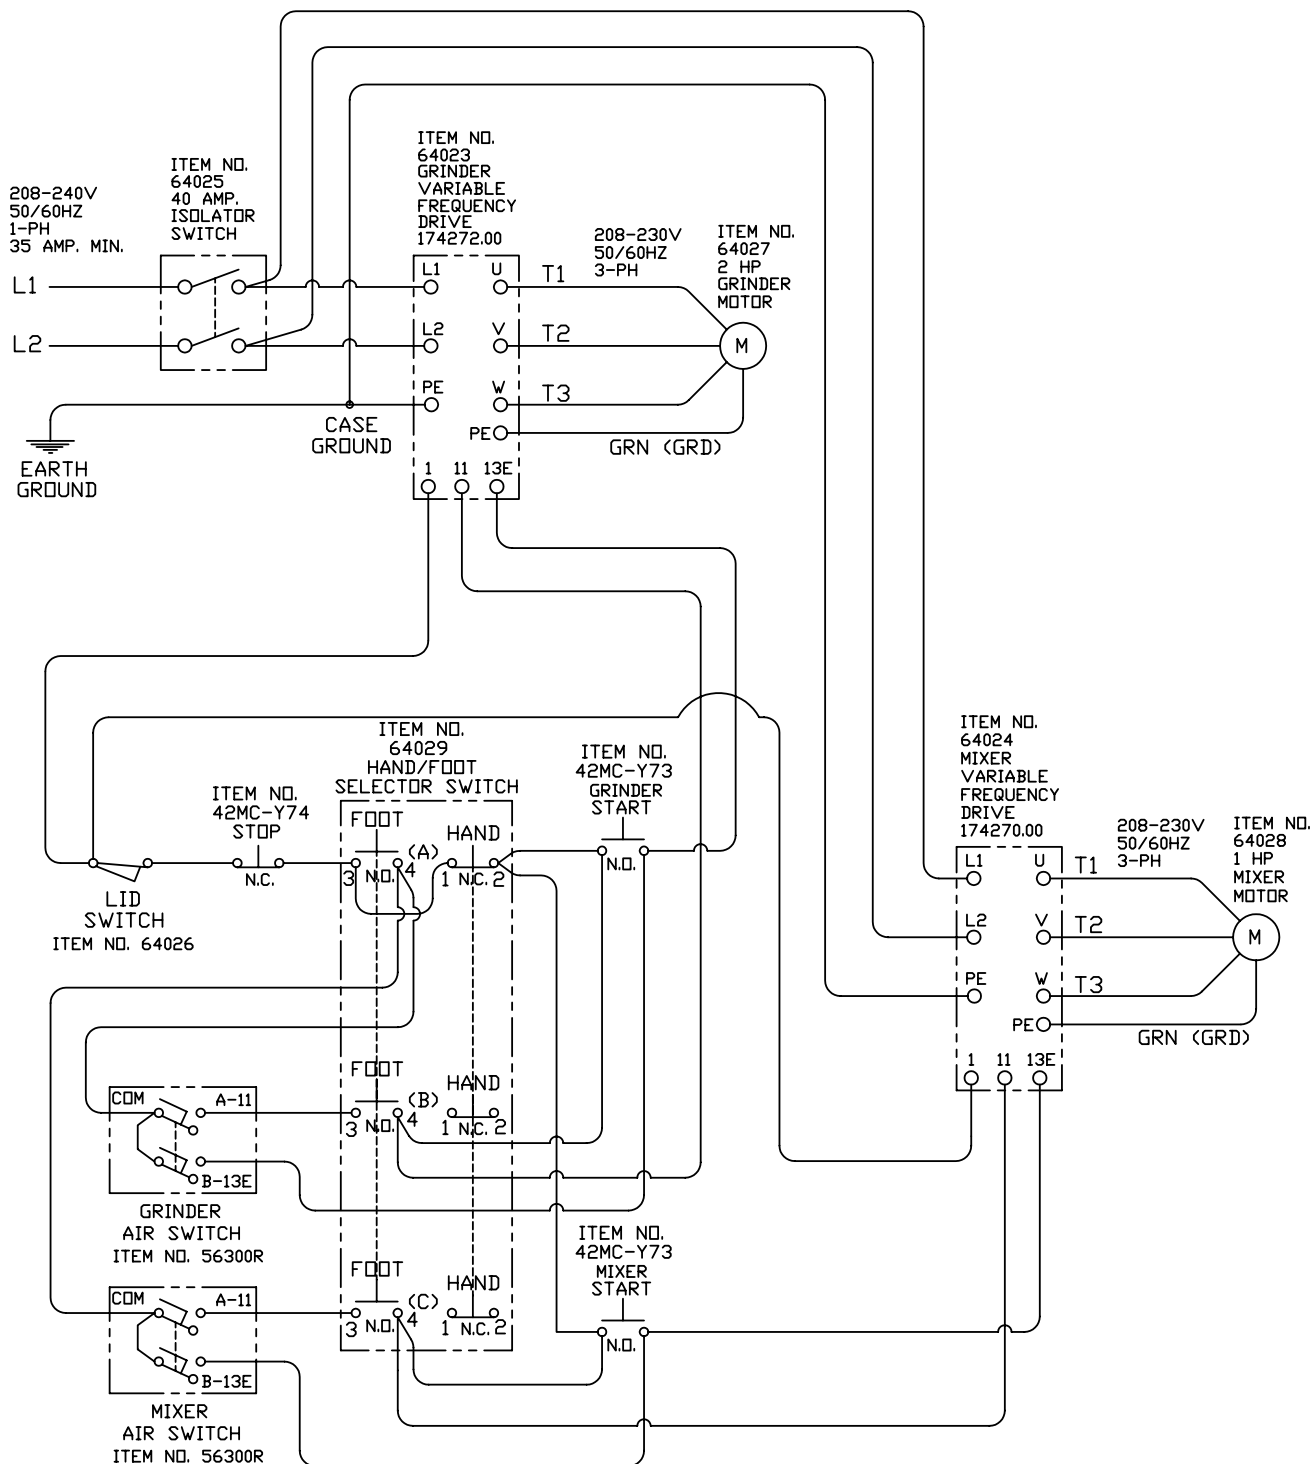 ITEM NO.
64023
GRINDER
VARIABLE
FREQUENCY
DRIVE
174272.00
ITEM NO.
64025
40 AMP.
ISOLATOR
SWITCH
208-240V
50/60HZ
1-PH
35 AMP. MIN.
208-230V
50/60HZ
3-PH
ITEM NO.
64027
2 HP
GRINDER
MOTOR
L1
L1
U
T1
L2
L2
V
T2
M
PE
W
T3
PE
GRN (GRD)
CASE
GROUND
EARTH
GROUND
1 11 13E
ITEM NO.
64029
HAND/FOOT
SELECTOR SWITCH
ITEM NO.
42MC-Y73
GRINDER
START
N.O.
ITEM NO.
42MC-Y74
STOP
N.C.
LID
SWITCH
ITEM NO. 64026
FOOT
HAND
(A)
3 N.O. 4
1 N.C. 2
ITEM NO.
64024
MIXER
VARIABLE
FREQUENCY
DRIVE
174270.00
208-230V
50/60HZ
3-PH
ITEM NO.
64028
1 HP
MIXER
MOTOR
L1
U
T1
L2
V
T2
M
PE
W
T3
PE
GRN (GRD)
1 11 13E
FOOT
HAND
(B)
3 N.O. 4
1 N.C. 2
COM
A-11
B-13E
GRINDER
AIR SWITCH
ITEM NO. 56300R
ITEM NO.
42MC-Y73
MIXER
START
N.O.
FOOT
HAND
(C)
3 N.O. 4
1 N.C. 2
COM
A-11
B-13E
MIXER
AIR SWITCH
ITEM NO. 56300R